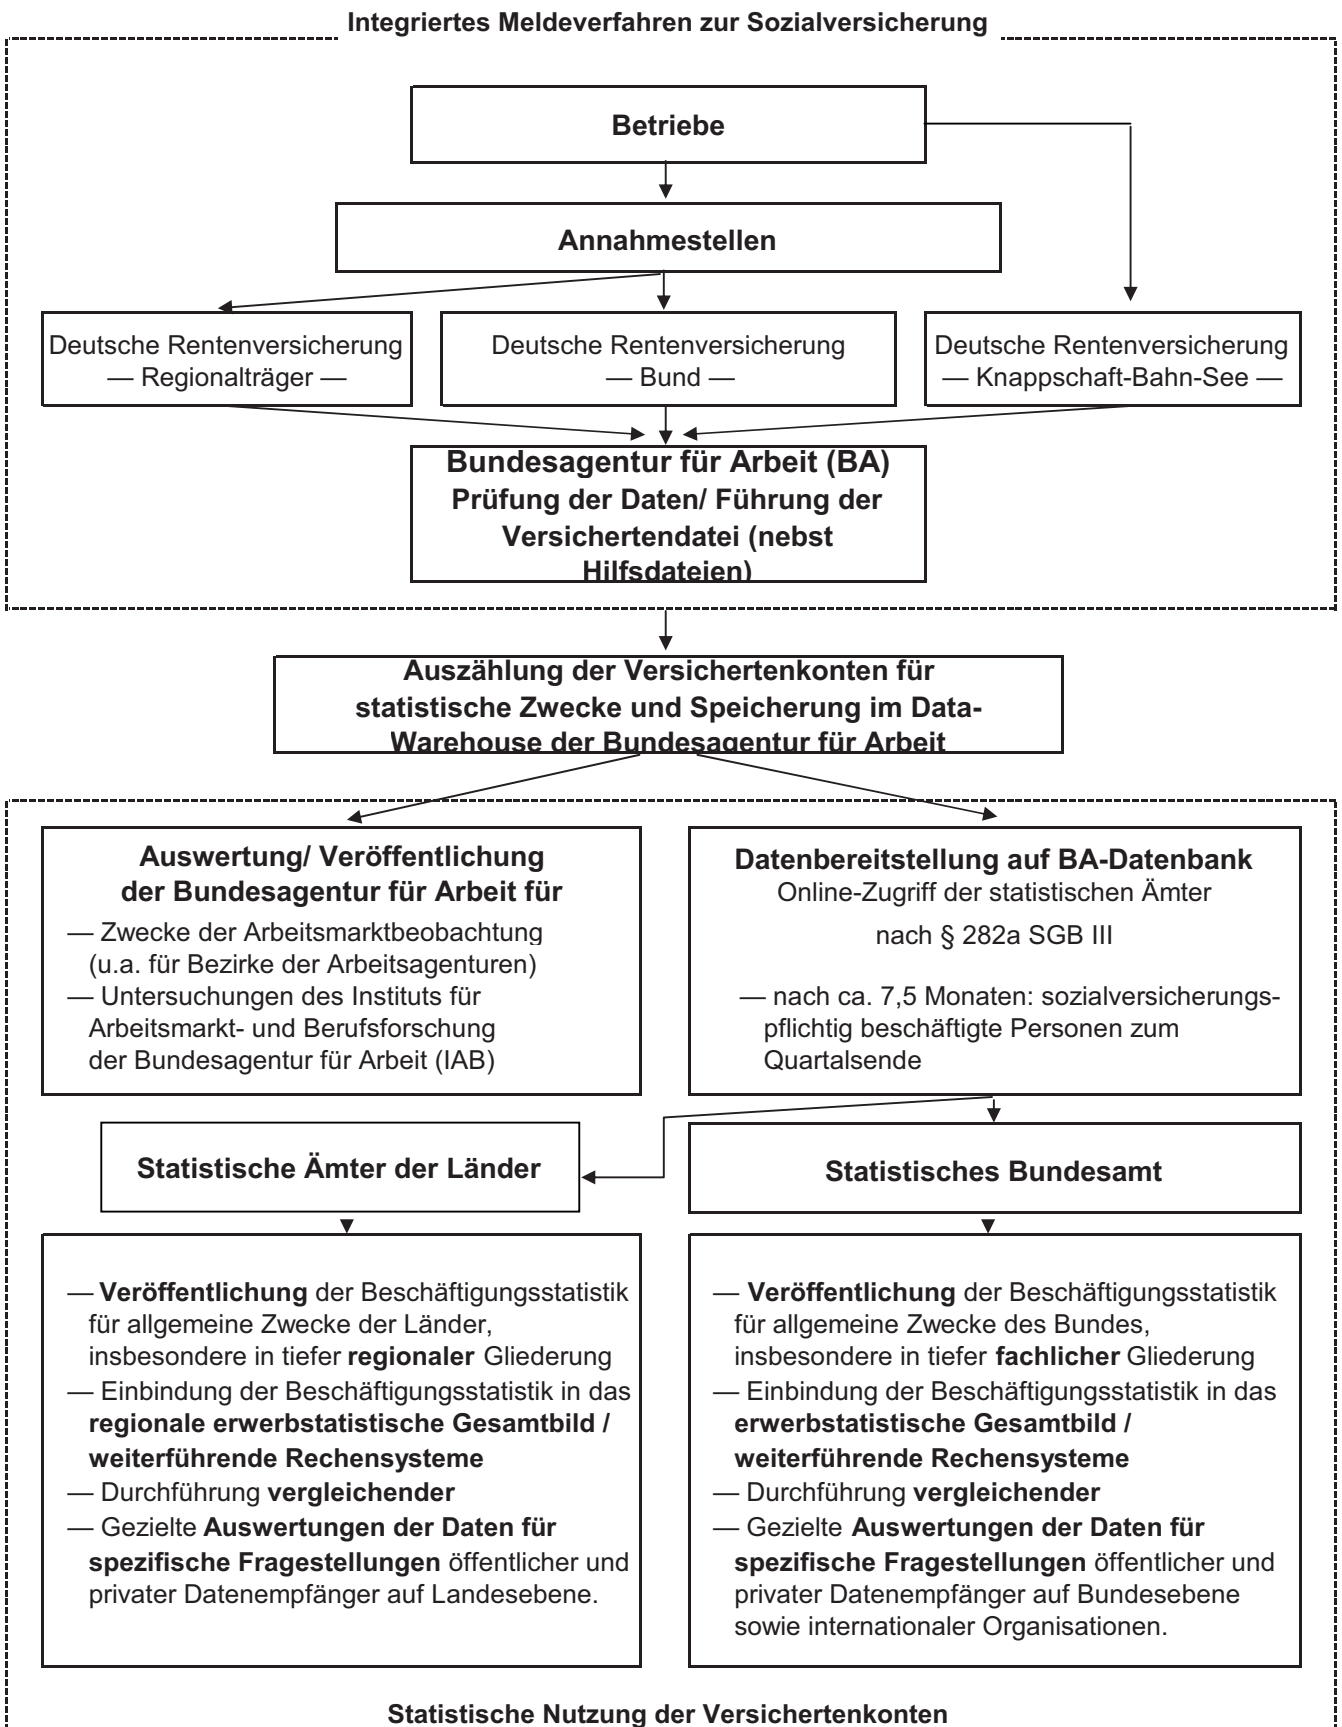 Integriertes Meldeverfahren zur Sozialversicherung
Betriebe
Annahmestellen
Deutsche Rentenversicherung
— Regionalträger —
Deutsche Rentenversicherung
— Bund —
Deutsche Rentenversicherung
— Knappschaft-Bahn-See —
Bundesagentur für Arbeit (BA)
Prüfung der Daten/ Führung der
Versichertendatei (nebst
Hilfsdateien)
Auszählung der Versichertenkonten für
statistische Zwecke und Speicherung im Data-
Warehouse der Bundesagentur für Arbeit
Auswertung/ Veröffentlichung
der Bundesagentur für Arbeit für
— Zwecke der Arbeitsmarktbeobachtung
(u.a. für Bezirke der Arbeitsagenturen)
— Untersuchungen des Instituts für
Arbeitsmarkt- und Berufsforschung
der Bundesagentur für Arbeit (IAB)
Datenbereitstellung auf BA-Datenbank
Online-Zugriff der statistischen Ämter
nach § 282a SGB III
— nach ca. 7,5 Monaten: sozialversicherungs-
pflichtig beschäftigte Personen zum
Quartalsende
Statistische Ämter der Länder
Statistisches Bundesamt
— Veröffentlichung der Beschäftigungsstatistik
für allgemeine Zwecke der Länder,
insbesondere in tiefer regionaler Gliederung
— Einbindung der Beschäftigungsstatistik in das
regionale erwerbstatistische Gesamtbild /
weiterführende Rechensysteme
— Durchführung vergleichender
— Gezielte Auswertungen der Daten für
spezifische Fragestellungen öffentlicher und
privater Datenempfänger auf Landesebene.
— Veröffentlichung der Beschäftigungsstatistik
für allgemeine Zwecke des Bundes,
insbesondere in tiefer fachlicher Gliederung
— Einbindung der Beschäftigungsstatistik in das
erwerbstatistische Gesamtbild /
weiterführende Rechensysteme
— Durchführung vergleichender
— Gezielte Auswertungen der Daten für
spezifische Fragestellungen öffentlicher und
privater Datenempfänger auf Bundesebene
sowie internationaler Organisationen.
Statistische Nutzung der Versichertenkonten